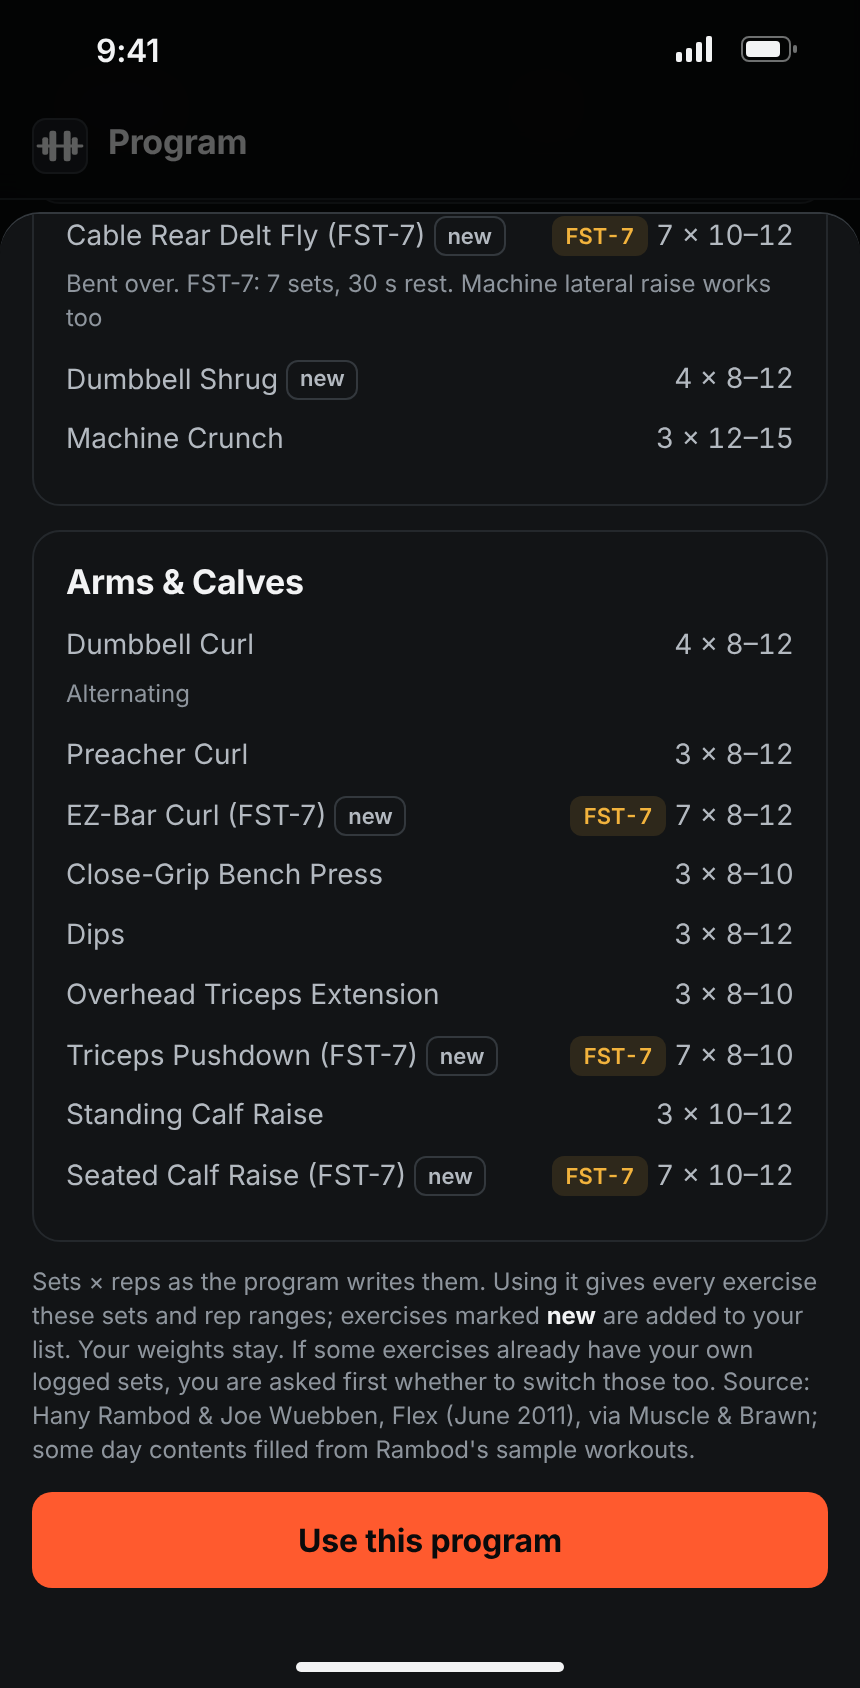 9:41
Program
Cable Rear Delt Fly (FST-7) new FST-7 7 × 10–12
Bent over. FST-7: 7 sets, 30 s rest. Machine lateral raise works
too
Dumbbell Shrug new 4 × 8–12
Machine Crunch 3 × 12–15
Arms & Calves
Dumbbell Curl 4 × 8–12
Alternating
Preacher Curl 3 × 8–12
EZ-Bar Curl (FST-7) new FST-7 7 × 8–12
Close-Grip Bench Press 3 × 8–10
Dips 3 × 8–12
Overhead Triceps Extension 3 × 8–10
Triceps Pushdown (FST-7) new FST-7 7 × 8–10
Standing Calf Raise 3 × 10–12
Seated Calf Raise (FST-7) new FST-7 7 × 10–12
Sets × reps as the program writes them. Using it gives every exercise
these sets and rep ranges; exercises marked new are added to your
list. Your weights stay. If some exercises already have your own
logged sets, you are asked first whether to switch those too. Source:
Hany Rambod & Joe Wuebben, Flex (June 2011), via Muscle & Brawn;
some day contents filled from Rambod's sample workouts.
Use this program